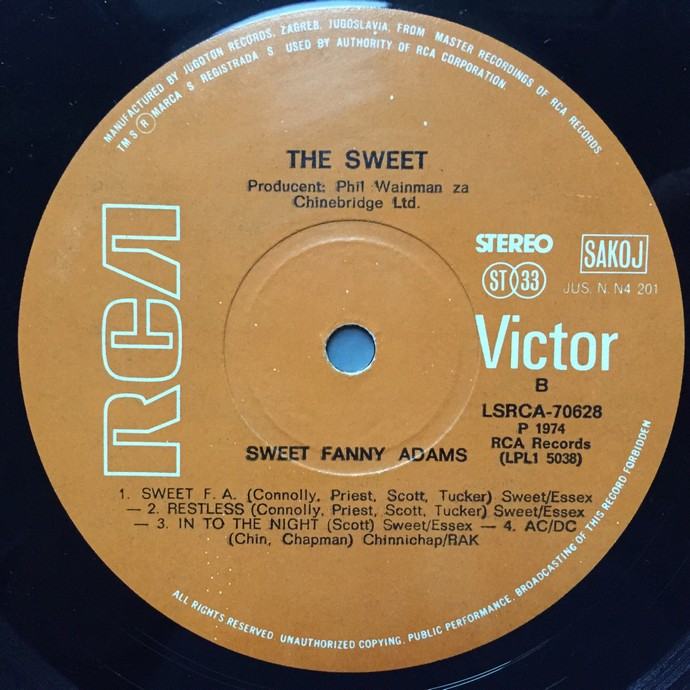 MANUFACTURED BY JUGOTON RECORDS, ZAGREB, JUGOSLAVIA, FROM MASTER RECORDINGS OF RCA RECORDS
TM S ® MARCA S REGISTRADA S USED BY AUTHORITY OF RCA CORPORATION.
THE SWEET
Producent: Phil Wainman za
Chinebridge Ltd.
RCA
STEREO
ST 33
SAKOJ
JUS. N. N4 201
Victor
B
LSRCA-70628
P 1974
RCA Records
(LPL1 5038)
SWEET FANNY ADAMS
1. SWEET F. A. (Connolly, Priest, Scott, Tucker) Sweet/Essex
— 2. RESTLESS (Connolly, Priest, Scott, Tucker) Sweet/Essex
— 3. IN TO THE NIGHT (Scott) Sweet/Essex — 4. AC/DC
(Chin, Chapman) Chinnichap/RAK
ALL RIGHTS RESERVED. UNAUTHORIZED COPYING, PUBLIC PERFORMANCE, BROADCASTING OF THIS RECORD FORBIDDEN